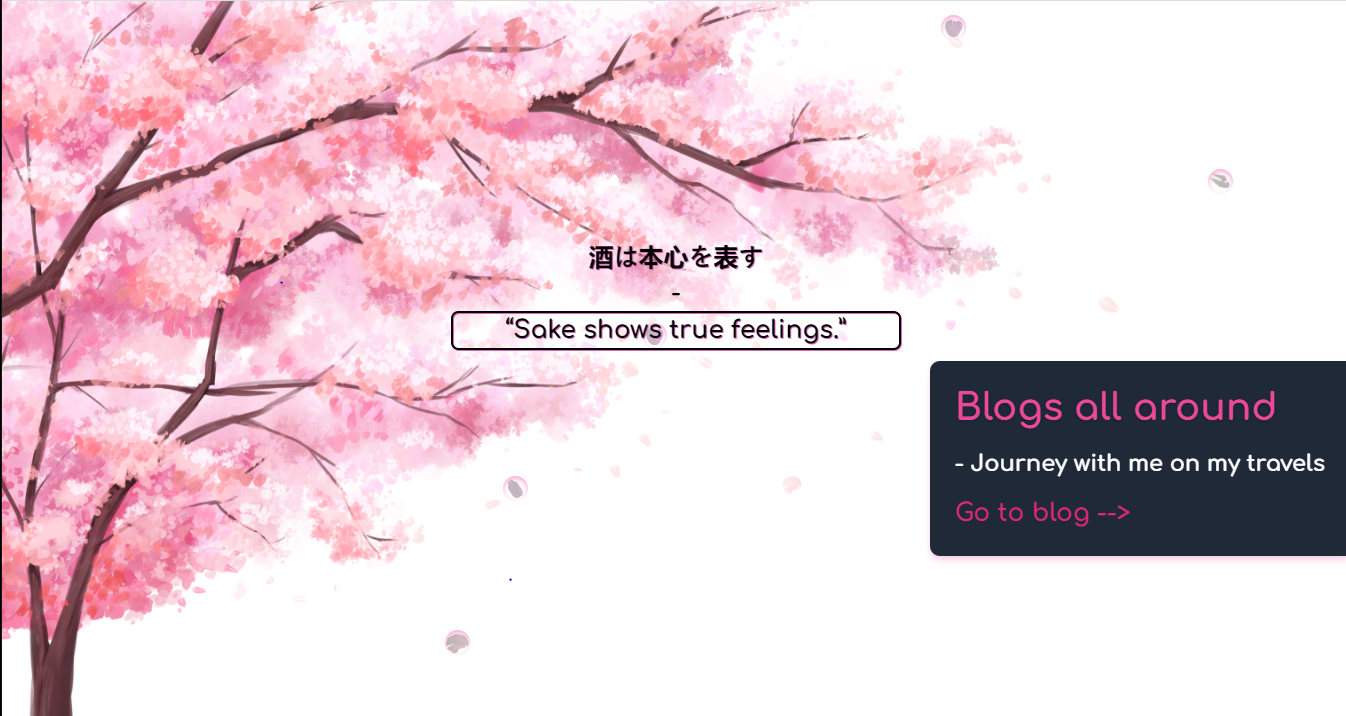 酒は本心を表す
-
“Sake shows true feelings.”
Blogs all around
- Journey with me on my travels
Go to blog -->